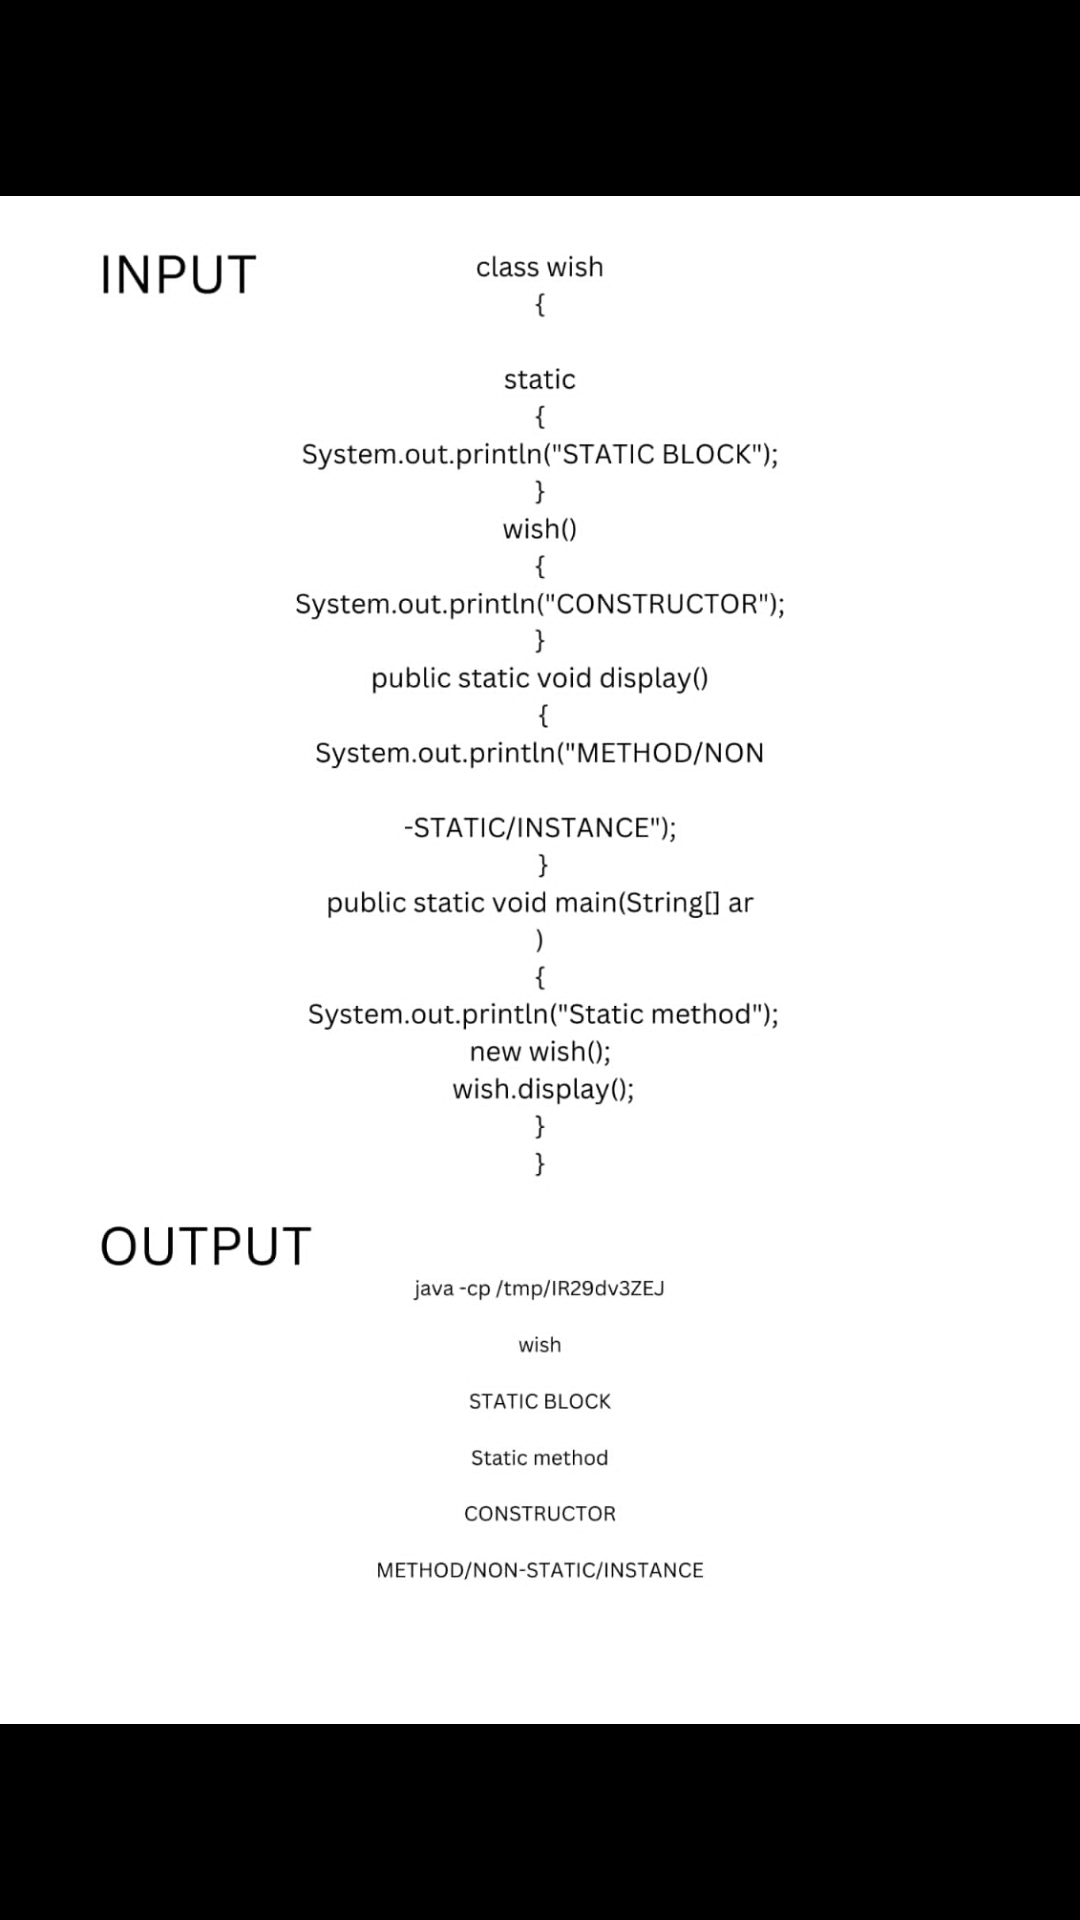 INPUT
class wish
{
static
{
System.out.println("STATIC BLOCK");
}
wish()
{
System.out.println("CONSTRUCTOR");
}
public static void display()
{
System.out.println("METHOD/NON
-STATIC/INSTANCE");
}
public static void main(String[] ar
)
{
System.out.println("Static method");
new wish();
wish.display();
}
}
OUTPUT
java -cp /tmp/IR29dv3ZEJ
wish
STATIC BLOCK
Static method
CONSTRUCTOR
METHOD/NON-STATIC/INSTANCE